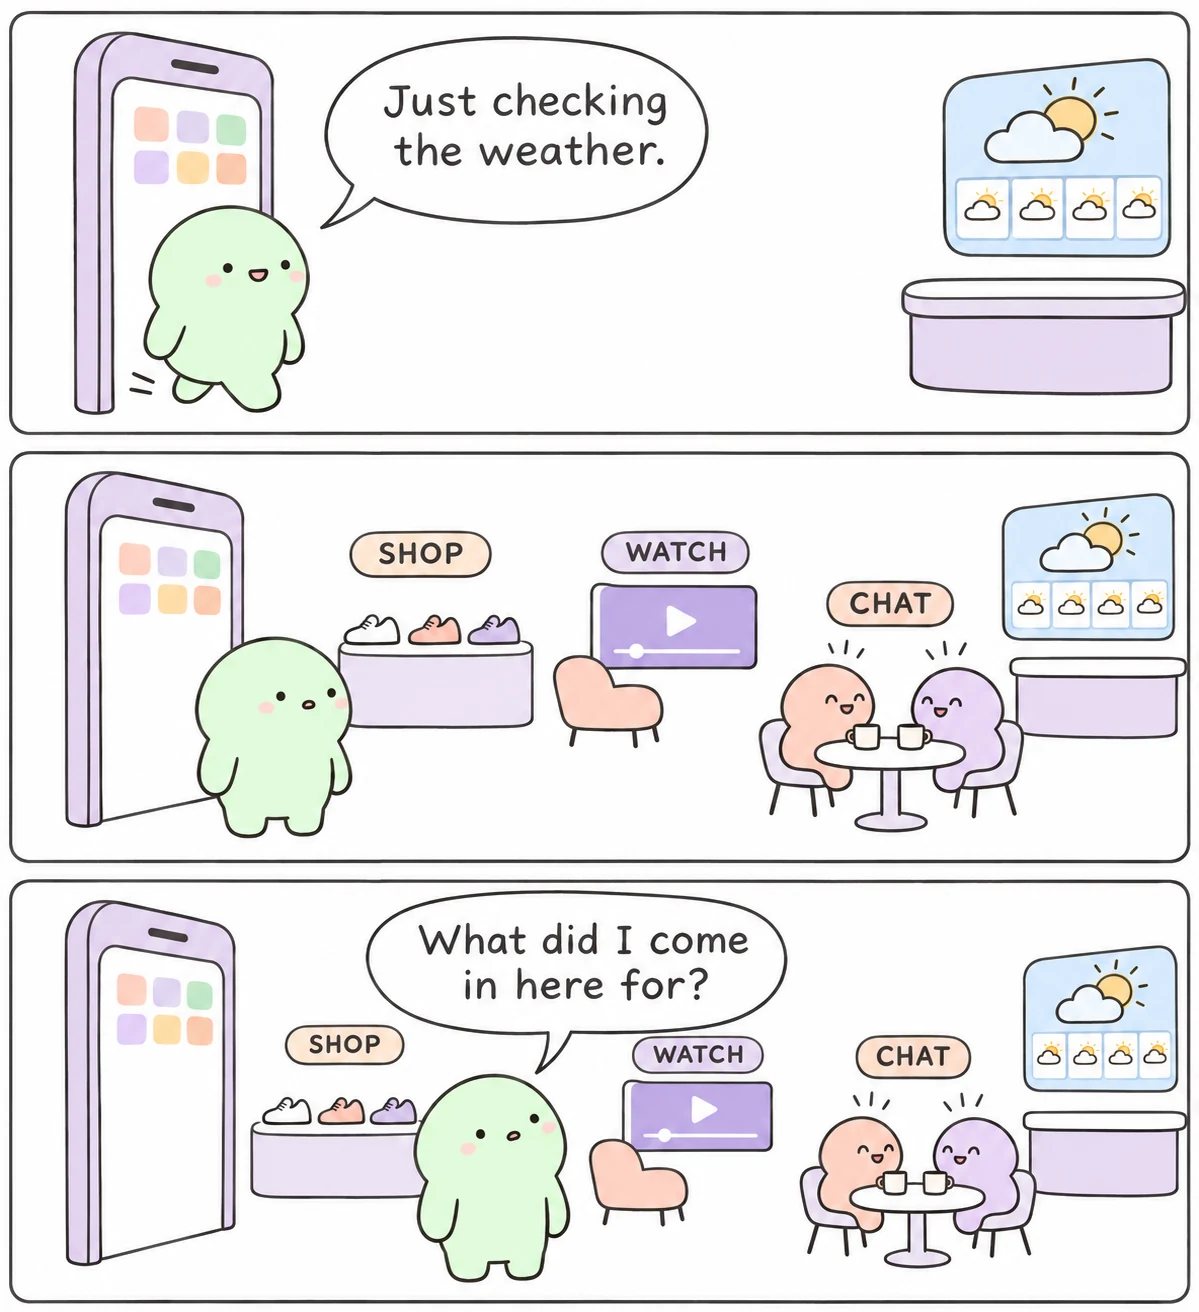 Just checking
the weather.
SHOP
WATCH
CHAT
What did I come
in here for?
SHOP
WATCH
CHAT